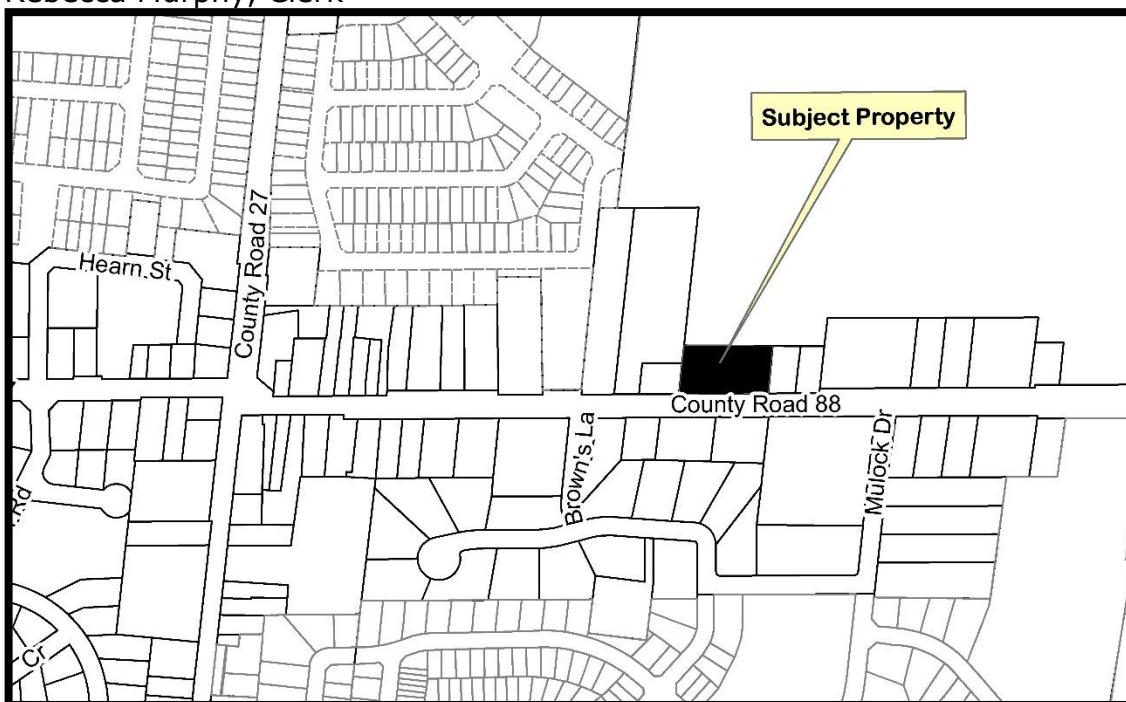 Rebecca Murphy, Clerk
Subject Property
County Road 27
Hearn St
County Road 88
Brown's La
Mulock Dr
Rd
Cr